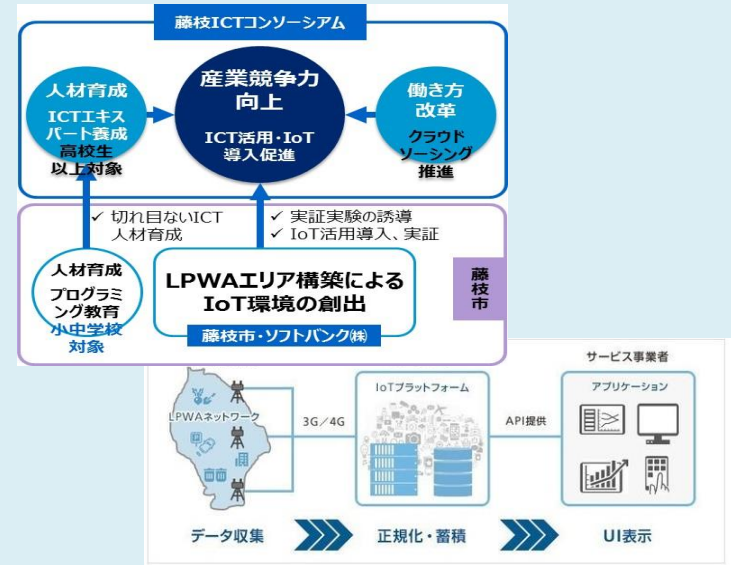 藤枝ICTコンソーシアム
人材育成
ICTエキス
パート養成
高校生
以上対象
産業競争力
向上
ICT活用・IoT
導入促進
働き方
改革
クラウド
ソーシング
推進
✓ 切れ目ないICT
人材育成
✓ 実証実験の誘導
✓ IoT活用導入、実証
人材育成
プログラミ
ング教育
小中学校
対象
LPWAエリア構築による
IoT環境の創出
藤枝市・ソフトバンク㈱
藤枝市
LPWAネットワーク
3G／4G
IoTプラットフォーム
API提供
サービス事業者
アプリケーション
データ収集
正規化・蓄積
UI表示